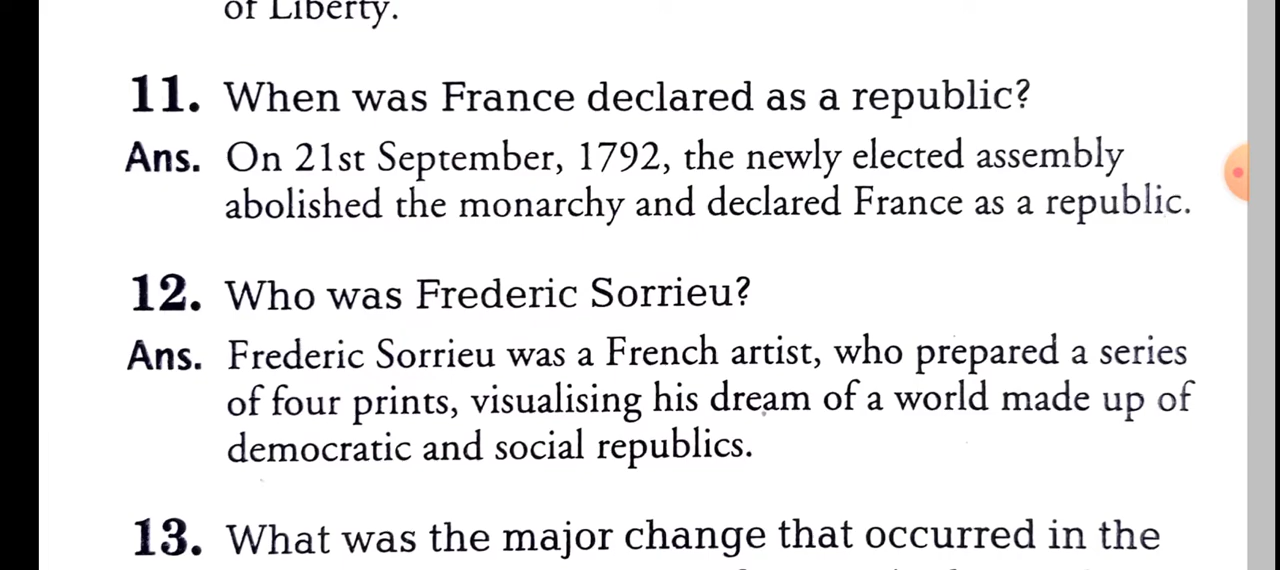 of Liberty.
11. When was France declared as a republic?
Ans. On 21st September, 1792, the newly elected assembly
abolished the monarchy and declared France as a republic.
12. Who was Frederic Sorrieu?
Ans. Frederic Sorrieu was a French artist, who prepared a series
of four prints, visualising his dream of a world made up of
democratic and social republics.
13. What was the major change that occurred in the